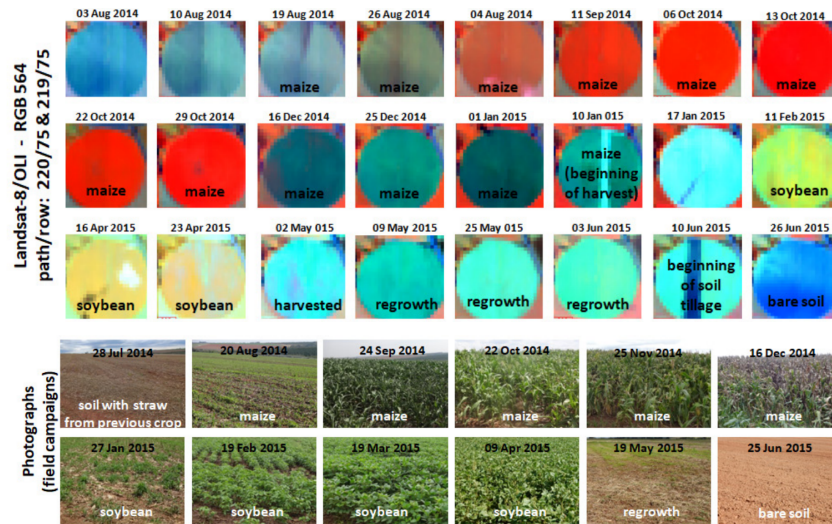 Landsat-8/OLI - RGB 564
path/row: 220/75 & 219/75
03 Aug 2014
10 Aug 2014
19 Aug 2014
maize
26 Aug 2014
maize
04 Aug 2014
maize
11 Sep 2014
maize
06 Oct 2014
maize
13 Oct 2014
maize
22 Oct 2014
maize
29 Oct 2014
maize
16 Dec 2014
maize
25 Dec 2014
maize
01 Jan 2015
maize
10 Jan 015
maize
(beginning
of harvest)
17 Jan 015
11 Feb 2015
soybean
16 Apr 2015
soybean
23 Apr 2015
soybean
02 May 015
harvested
09 May 2015
regrowth
25 May 2015
regrowth
03 Jun 2015
regrowth
10 Jun 015
beginning
of soil
tillage
26 Jun 2015
bare soil
Photographs
(field campaigns)
28 Jul 2014
soil with straw
from previous crop
20 Aug 2014
maize
24 Sep 2014
maize
22 Oct 2014
maize
25 Nov 2014
maize
16 Dec 2014
maize
27 Jan 2015
soybean
19 Feb 2015
soybean
19 Mar 2015
soybean
09 Apr 2015
soybean
19 May 2015
regrowth
25 Jun 2015
bare soil